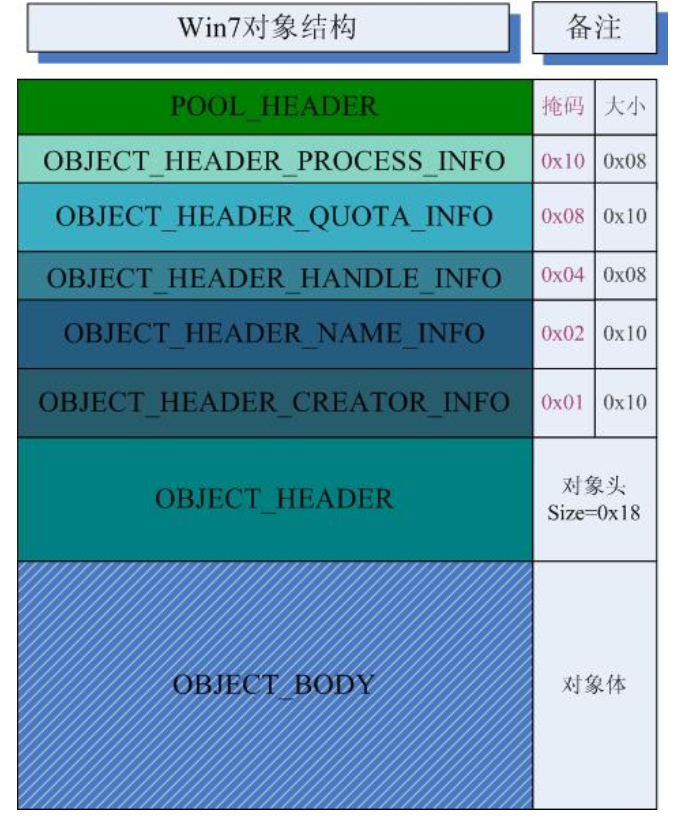 Win7对象结构 备注
POOL_HEADER 掩码 大小
OBJECT_HEADER_PROCESS_INFO 0x10 0x08
OBJECT_HEADER_QUOTA_INFO 0x08 0x10
OBJECT_HEADER_HANDLE_INFO 0x04 0x08
OBJECT_HEADER_NAME_INFO 0x02 0x10
OBJECT_HEADER_CREATOR_INFO 0x01 0x10
OBJECT_HEADER 对象头
Size=0x18
OBJECT_BODY 对象体